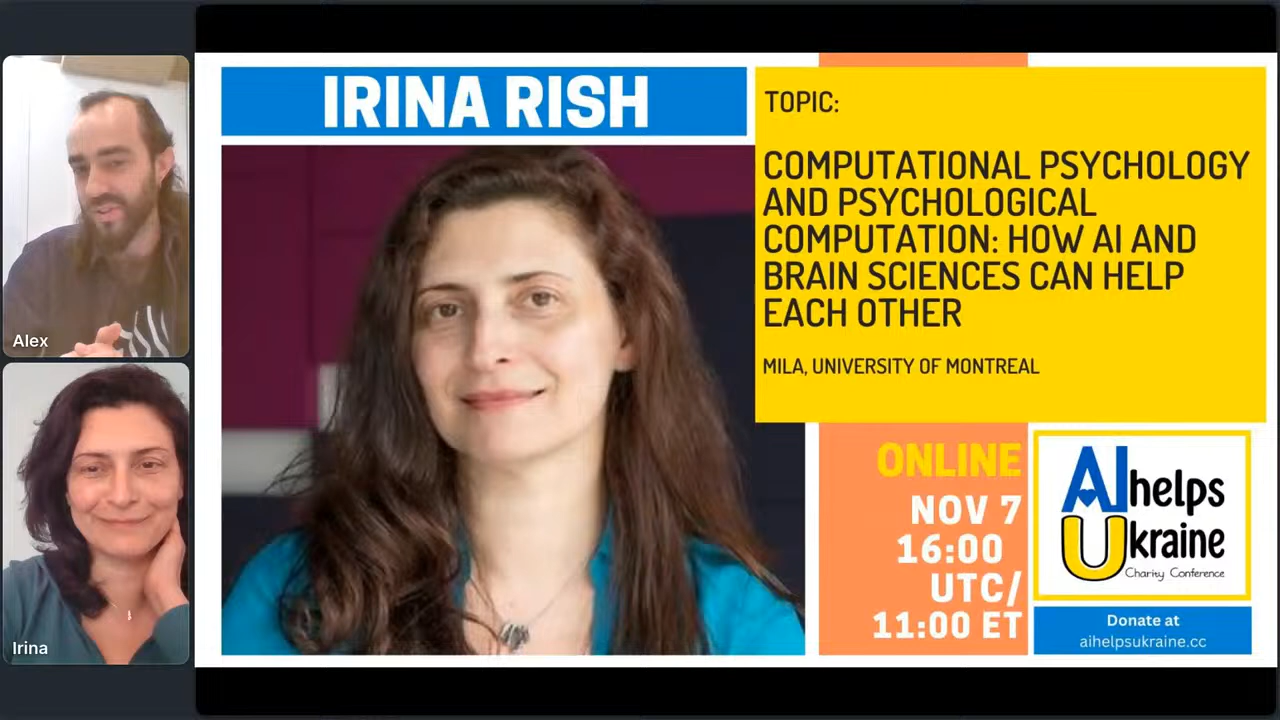 Alex
Irina
IRINA RISH
TOPIC:
COMPUTATIONAL PSYCHOLOGY
AND PSYCHOLOGICAL
COMPUTATION: HOW AI AND
BRAIN SCIENCES CAN HELP
EACH OTHER
MILA, UNIVERSITY OF MONTREAL
ONLINE
NOV 7
16:00
UTC/
11:00 ET
AI helps
Ukraine
Charity Conference
Donate at
aihelpsukraine.cc